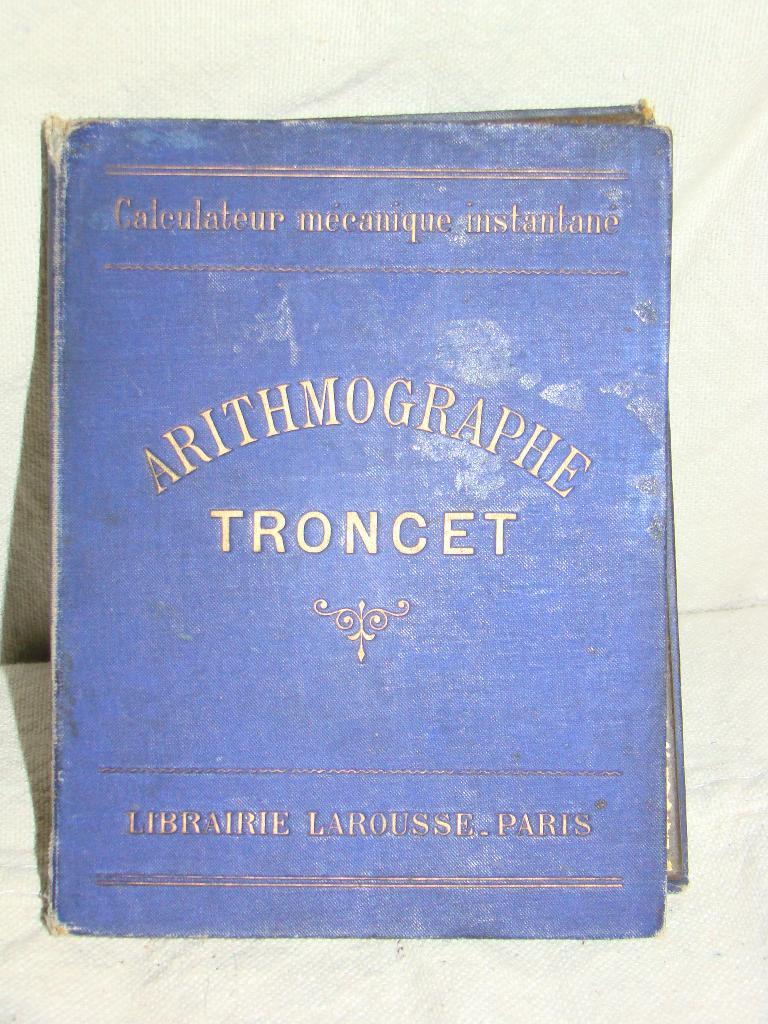 Calculateur mécanique instantané
ARITHMOGRAPHE
TRONCET
LIBRAIRIE LAROUSSE-PARIS